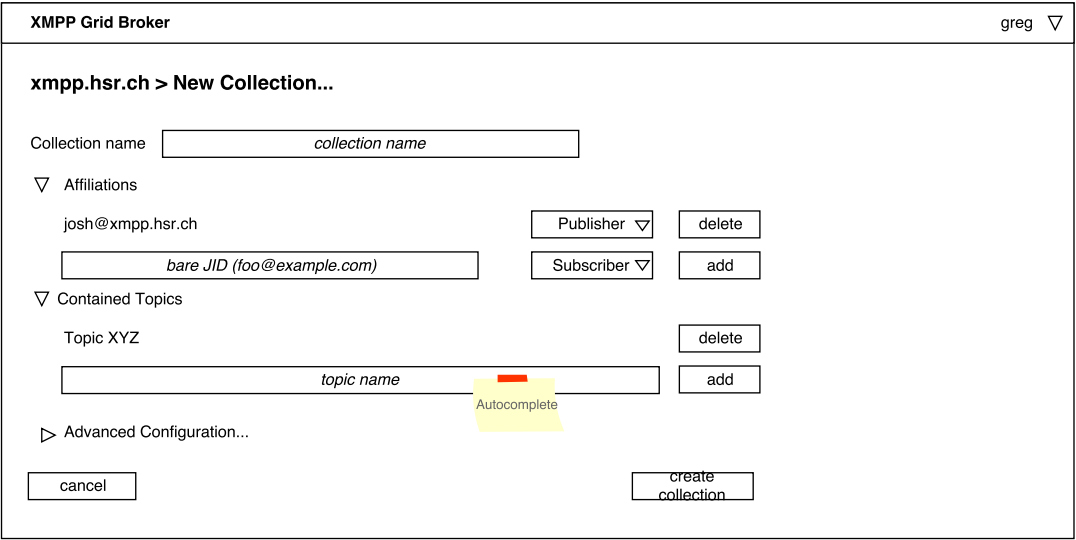 XMPP Grid Broker greg
xmpp.hsr.ch > New Collection...
Collection name collection name
Affiliations
josh@xmpp.hsr.ch Publisher delete
bare JID (foo@example.com) Subscriber add
Contained Topics
Topic XYZ delete
topic name add
Autocomplete
Advanced Configuration...
cancel create
collection